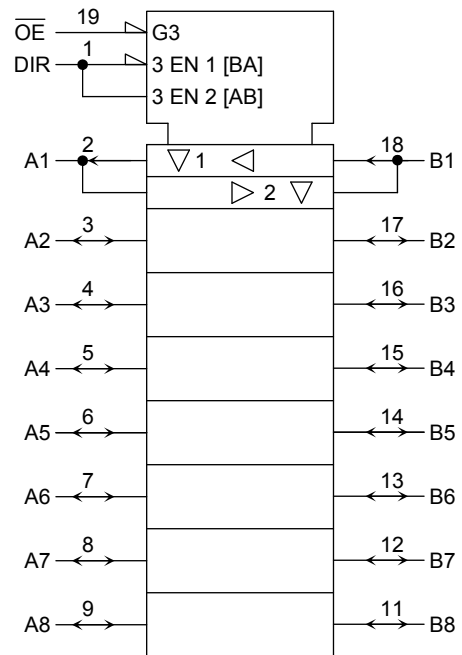 19
O̅E̅ G3
1
DIR 3 EN 1 [BA]
3 EN 2 [AB]
2 18
A1 1 B1
2
3 17
A2 B2
4 16
A3 B3
5 15
A4 B4
6 14
A5 B5
7 13
A6 B6
8 12
A7 B7
9 11
A8 B8